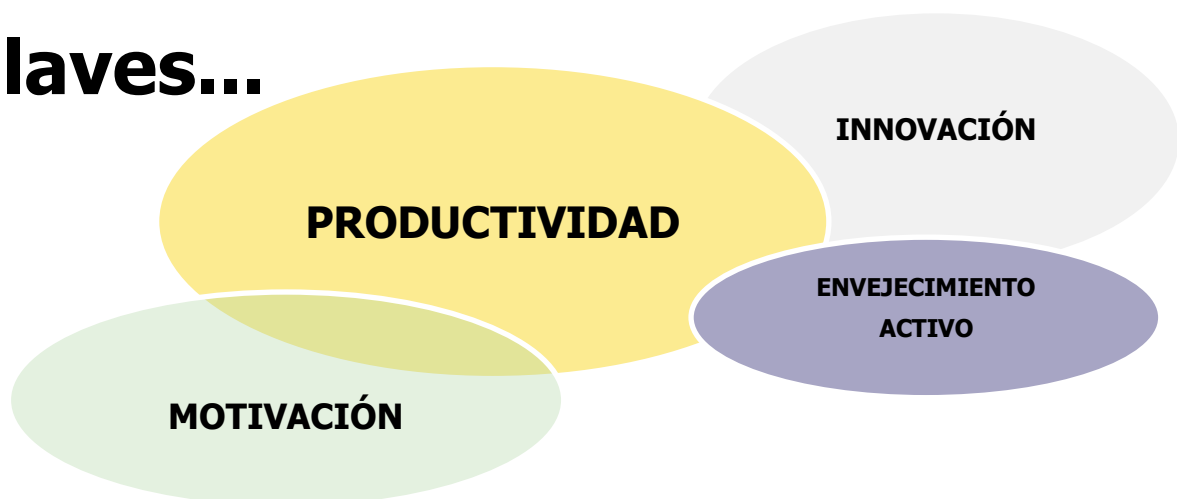 laves...
INNOVACIÓN
PRODUCTIVIDAD
ENVEJECIMIENTO
ACTIVO
MOTIVACIÓN